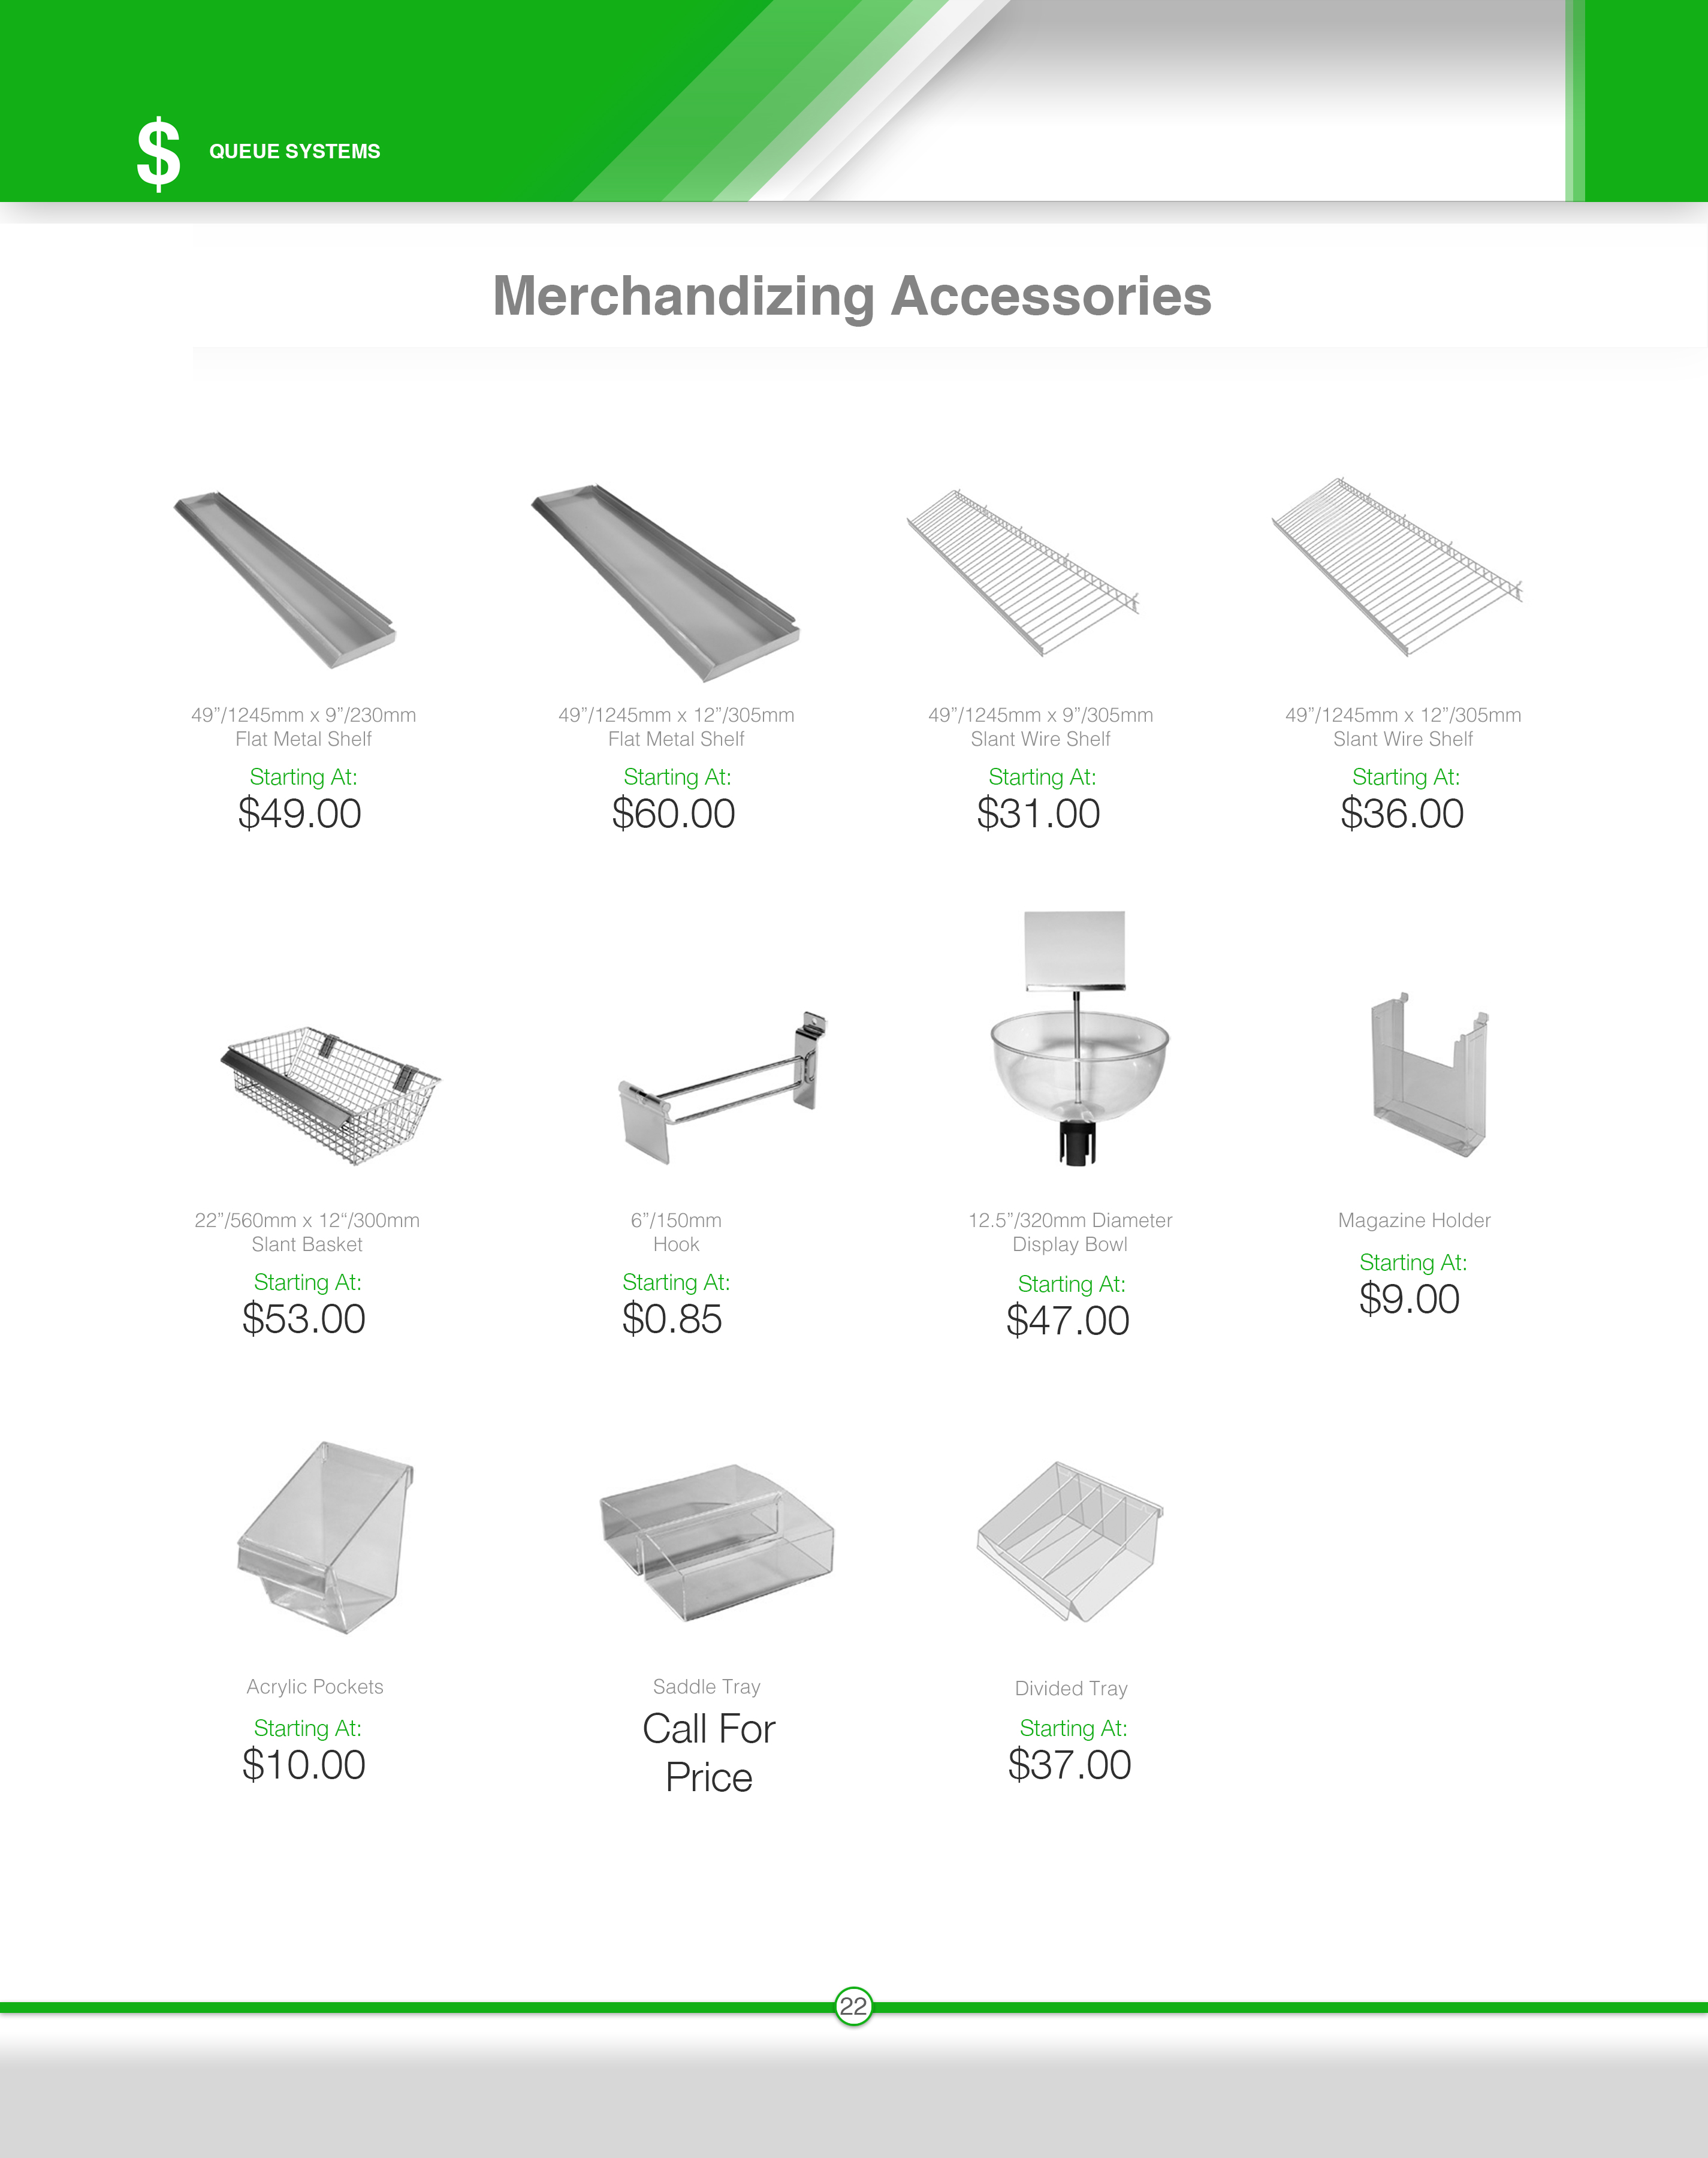 $ QUEUE SYSTEMS
Merchandizing Accessories
49”/1245mm x 9”/230mm
Flat Metal Shelf
Starting At:
$49.00
49”/1245mm x 12”/305mm
Flat Metal Shelf
Starting At:
$60.00
49”/1245mm x 9”/305mm
Slant Wire Shelf
Starting At:
$31.00
49”/1245mm x 12”/305mm
Slant Wire Shelf
Starting At:
$36.00
22”/560mm x 12“/300mm
Slant Basket
Starting At:
$53.00
6”/150mm
Hook
Starting At:
$0.85
12.5”/320mm Diameter
Display Bowl
Starting At:
$47.00
Magazine Holder
Starting At:
$9.00
Acrylic Pockets
Starting At:
$10.00
Saddle Tray
Call For
Price
Divided Tray
Starting At:
$37.00
22